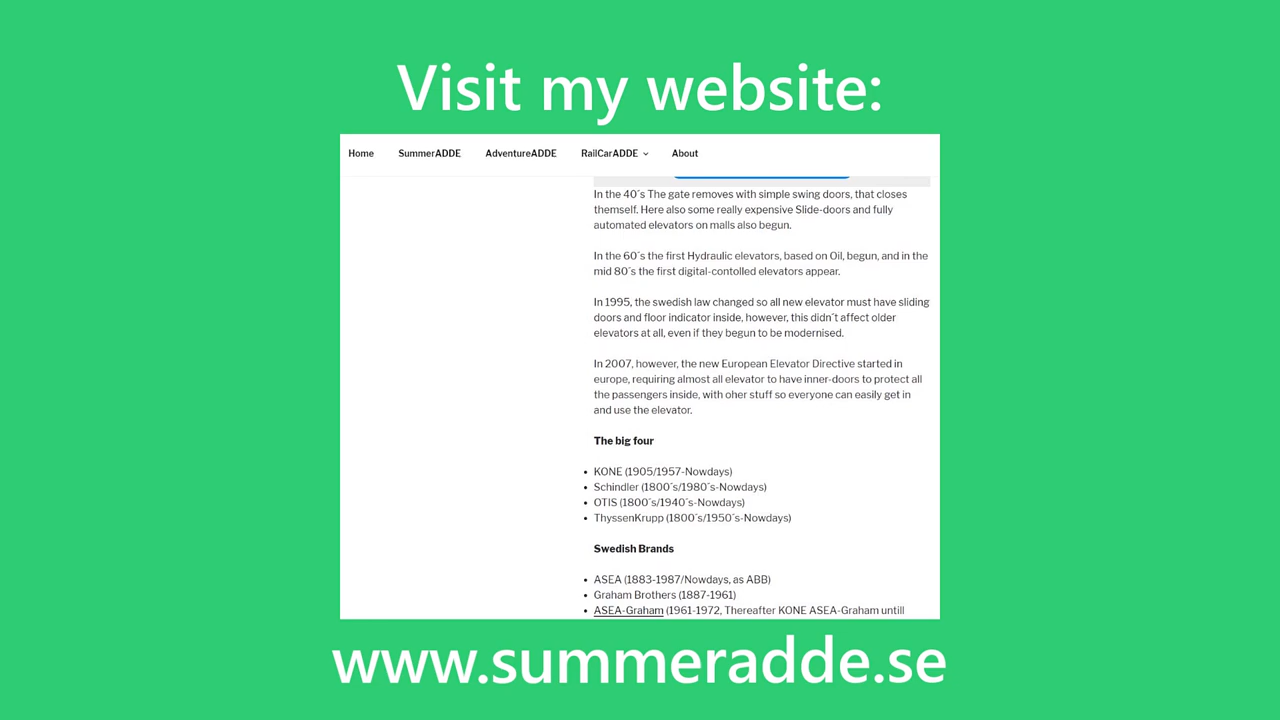 Visit my website:
Home SummerADDE AdventureADDE RailCarADDE About
In the 40´s The gate removes with simple swing doors, that closes
themself. Here also some really expensive Slide-doors and fully
automated elevators on malls also begun.
In the 60´s the first Hydraulic elevators, based on Oil, begun, and in the
mid 80´s the first digital-contolled elevators appear.
In 1995, the swedish law changed so all new elevator must have sliding
doors and floor indicator inside, however, this didn´t affect older
elevators at all, even if they begun to be modernised.
In 2007, however, the new European Elevator Directive started in
europe, requiring almost all elevator to have inner-doors to protect all
the passengers inside, with oher stuff so everyone can easily get in
and use the elevator.
The big four
• KONE (1905/1957-Nowdays)
• Schindler (1800´s/1980´s-Nowdays)
• OTIS (1800´s/1940´s-Nowdays)
• ThyssenKrupp (1800´s/1950´s-Nowdays)
Swedish Brands
• ASEA (1883-1987/Nowdays, as ABB)
• Graham Brothers (1887-1961)
• ASEA-Graham (1961-1972, Thereafter KONE ASEA-Graham untill
www.summeradde.se